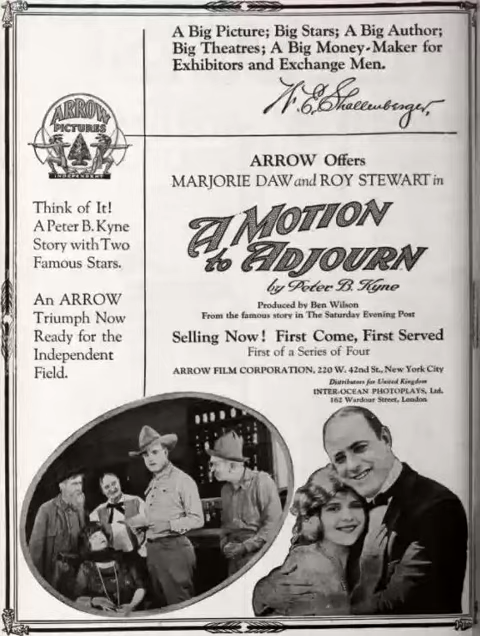 A Big Picture; Big Stars; A Big Author;
Big Theatres; A Big Money-Maker for
Exhibitors and Exchange Men.
W. E. Shallenberger,
ARROW
PICTURES
INDEPENDENT
Think of It!
A Peter B. Kyne
Story with Two
Famous Stars.
An ARROW
Triumph Now
Ready for the
Independent
Field.
ARROW Offers
MARJORIE DAW and ROY STEWART in
A MOTION
to ADJOURN
by Peter B. Kyne
Produced by Ben Wilson
From the famous story in The Saturday Evening Post
Selling Now! First Come, First Served
First of a Series of Four
ARROW FILM CORPORATION, 220 W. 42nd St., New York City
Distributors for United Kingdom
INTER-OCEAN PHOTOPLAYS, Ltd.
162 Wardour Street, London